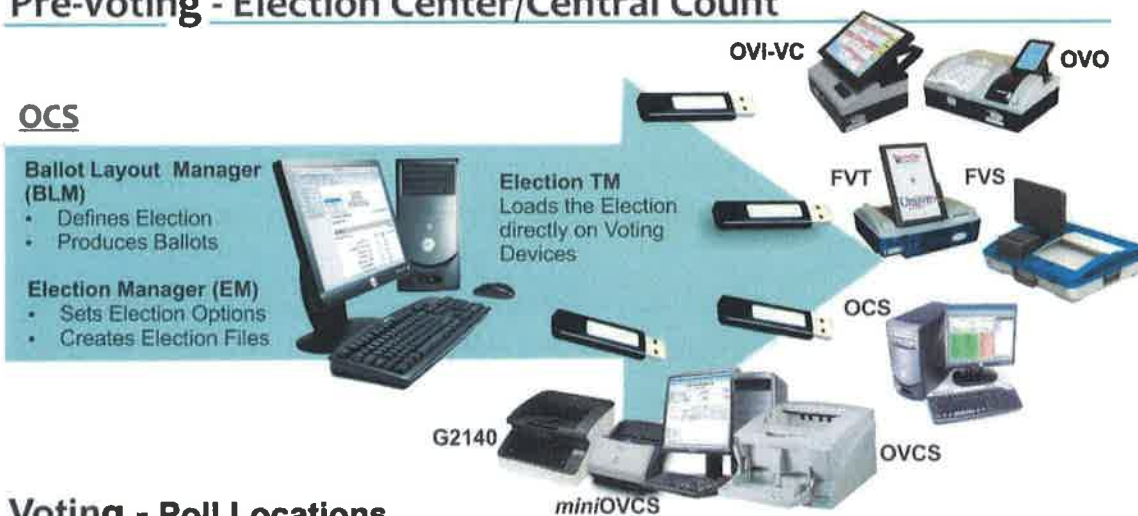 Pre-Voting - Election Center/Central Count
OVI-VC
OVO
OCS
Ballot Layout Manager
(BLM)
• Defines Election
• Produces Ballots
Election Manager (EM)
• Sets Election Options
• Creates Election Files
Election TM
Loads the Election
directly on Voting
Devices
FVT
FVS
OCS
G2140
OVCS
miniOVCS
Voting - Poll Locations